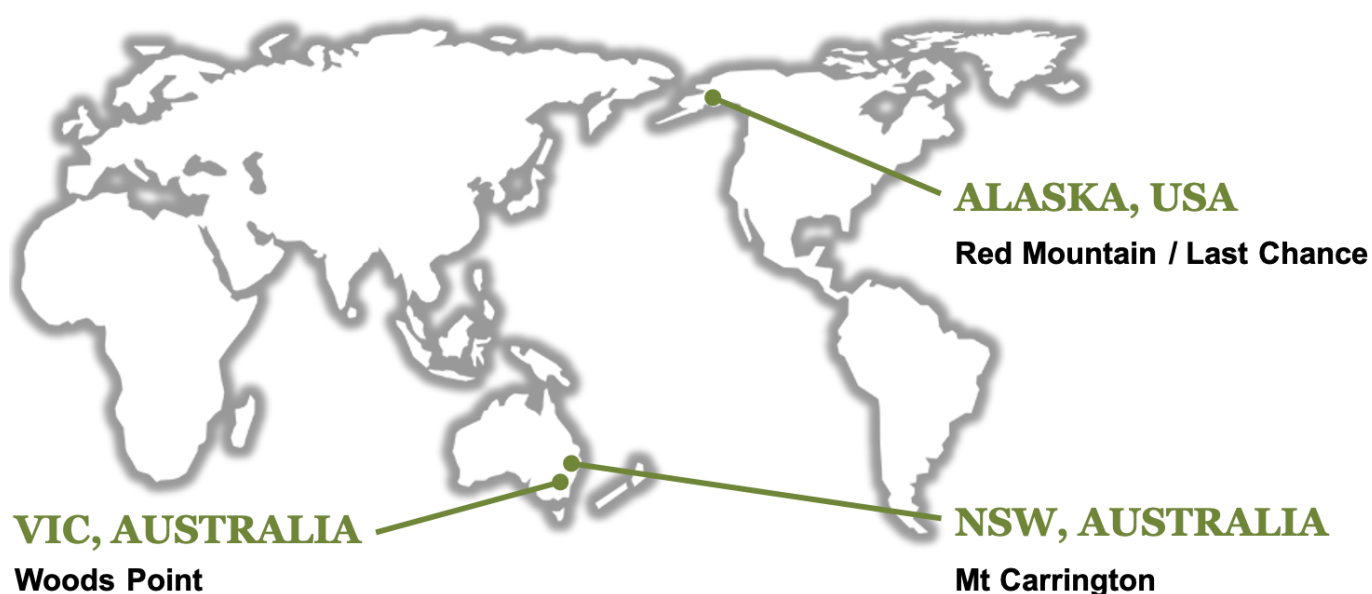 ALASKA, USA
Red Mountain / Last Chance
VIC, AUSTRALIA
Woods Point
NSW, AUSTRALIA
Mt Carrington